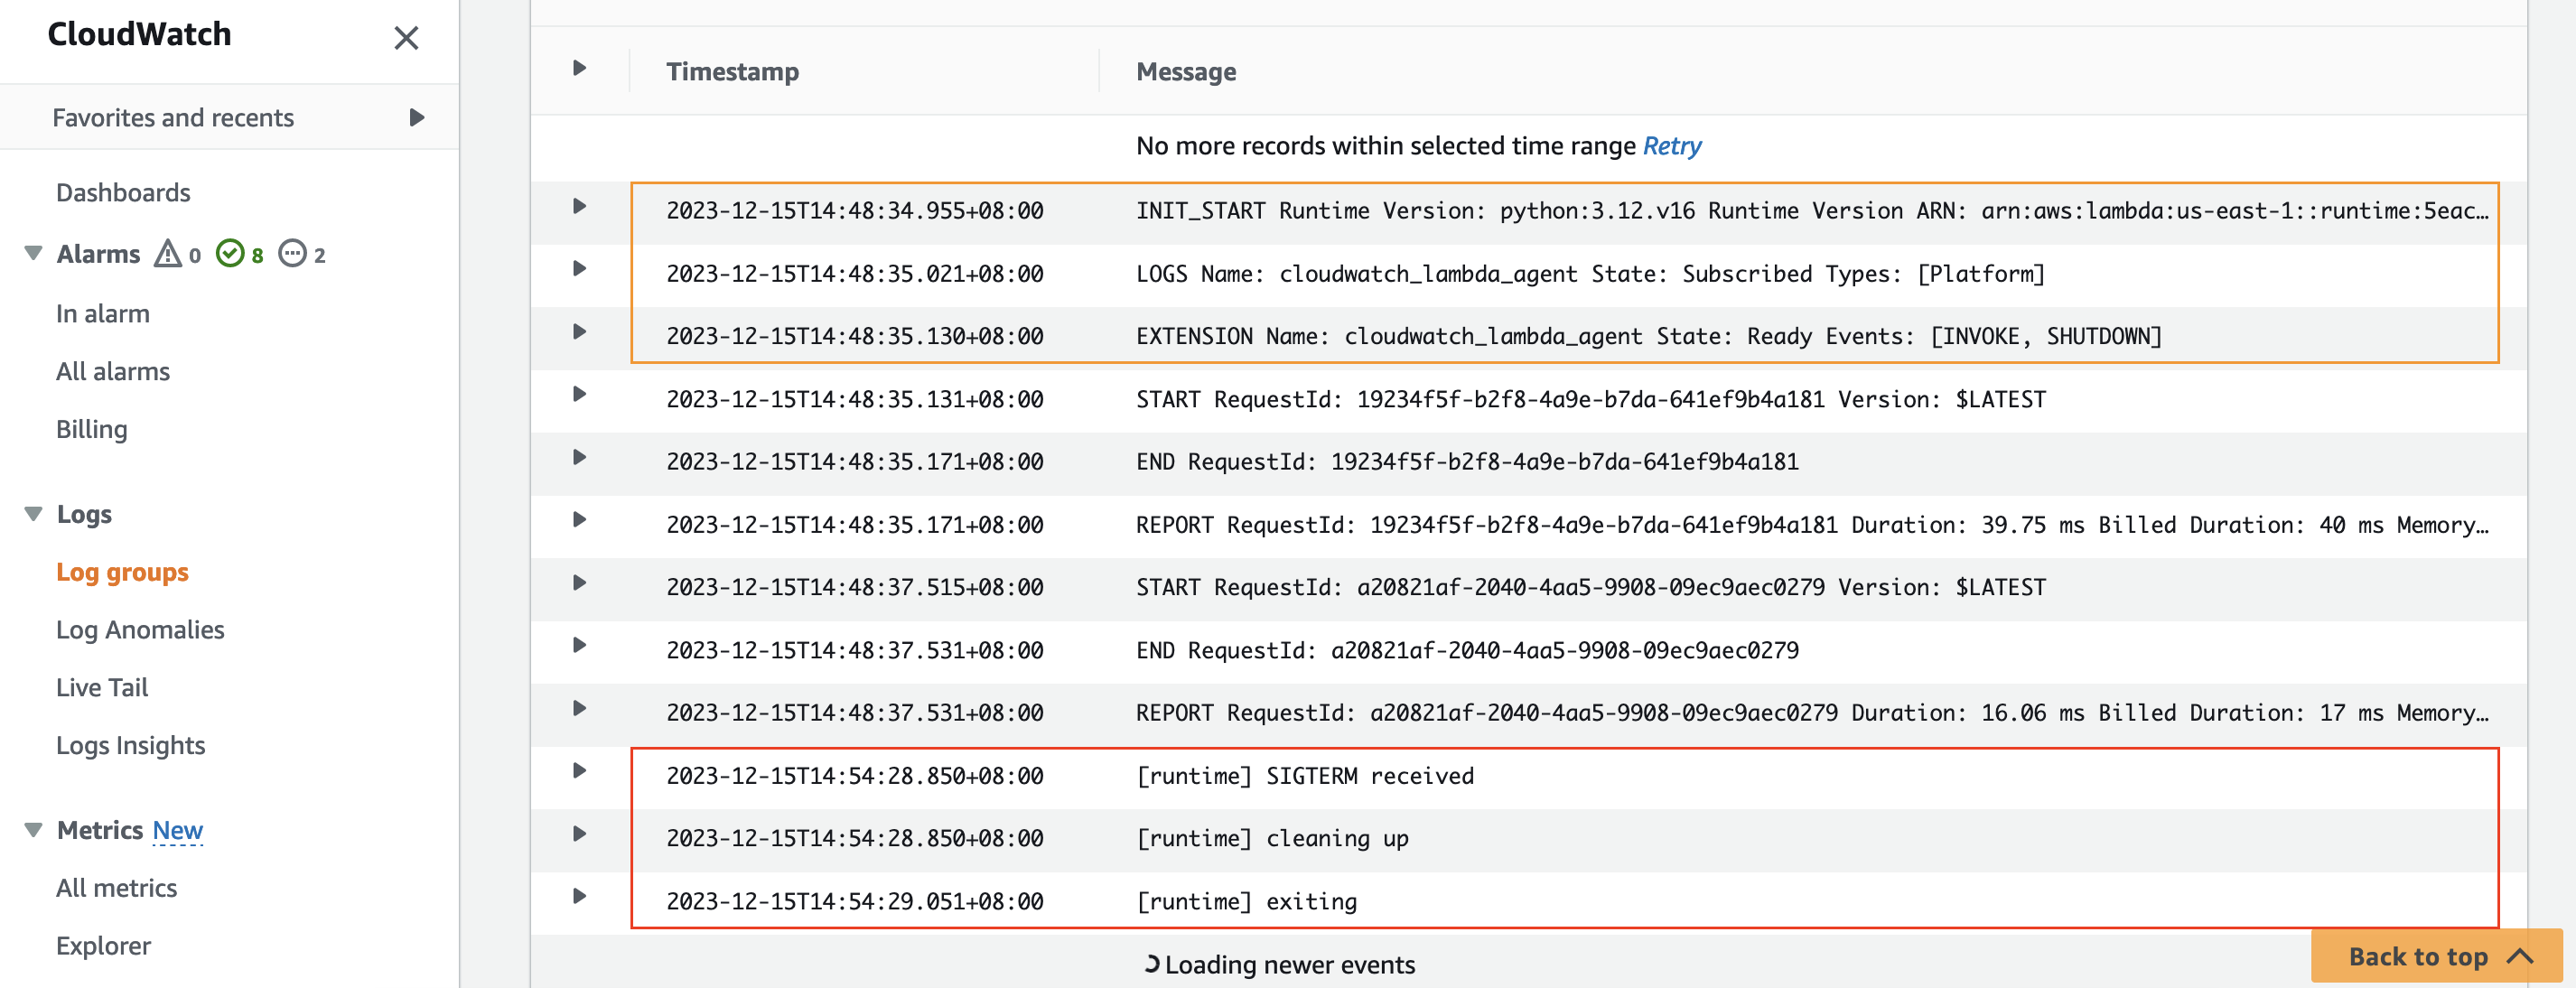 CloudWatch
Favorites and recents
Dashboards
Alarms 0 8 2
In alarm
All alarms
Billing
Logs
Log groups
Log Anomalies
Live Tail
Logs Insights
Metrics New
All metrics
Explorer
Timestamp Message
No more records within selected time range Retry
2023-12-15T14:48:34.955+08:00 INIT_START Runtime Version: python:3.12.v16 Runtime Version ARN: arn:aws:lambda:us-east-1::runtime:5eac…
2023-12-15T14:48:35.021+08:00 LOGS Name: cloudwatch_lambda_agent State: Subscribed Types: [Platform]
2023-12-15T14:48:35.130+08:00 EXTENSION Name: cloudwatch_lambda_agent State: Ready Events: [INVOKE, SHUTDOWN]
2023-12-15T14:48:35.131+08:00 START RequestId: 19234f5f-b2f8-4a9e-b7da-641ef9b4a181 Version: $LATEST
2023-12-15T14:48:35.171+08:00 END RequestId: 19234f5f-b2f8-4a9e-b7da-641ef9b4a181
2023-12-15T14:48:35.171+08:00 REPORT RequestId: 19234f5f-b2f8-4a9e-b7da-641ef9b4a181 Duration: 39.75 ms Billed Duration: 40 ms Memory…
2023-12-15T14:48:37.515+08:00 START RequestId: a20821af-2040-4aa5-9908-09ec9aec0279 Version: $LATEST
2023-12-15T14:48:37.531+08:00 END RequestId: a20821af-2040-4aa5-9908-09ec9aec0279
2023-12-15T14:48:37.531+08:00 REPORT RequestId: a20821af-2040-4aa5-9908-09ec9aec0279 Duration: 16.06 ms Billed Duration: 17 ms Memory…
2023-12-15T14:54:28.850+08:00 [runtime] SIGTERM received
2023-12-15T14:54:28.850+08:00 [runtime] cleaning up
2023-12-15T14:54:29.051+08:00 [runtime] exiting
Loading newer events
Back to top